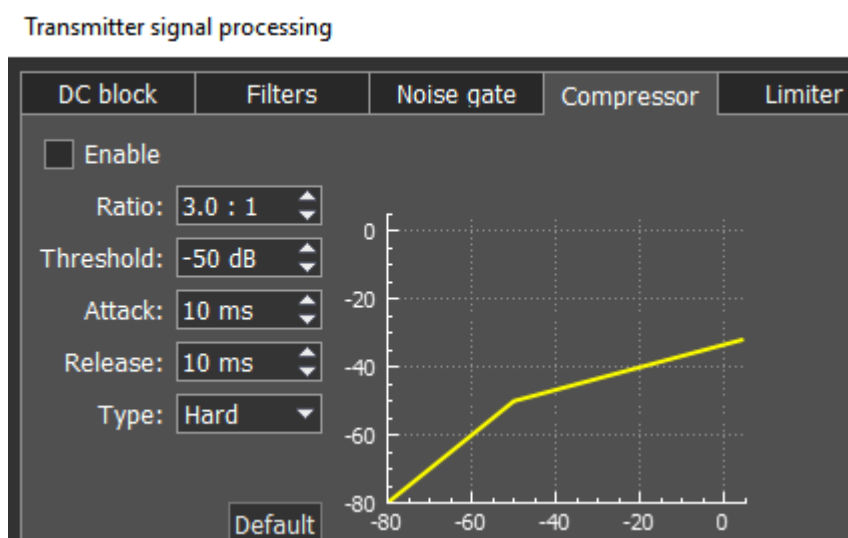 Transmitter signal processing
DC block Filters Noise gate Compressor Limiter
Enable
Ratio: 3.0 : 1
Threshold: -50 dB
Attack: 10 ms
Release: 10 ms
Type: Hard
Default
0
-20
-40
-60
-80
-80 -60 -40 -20 0